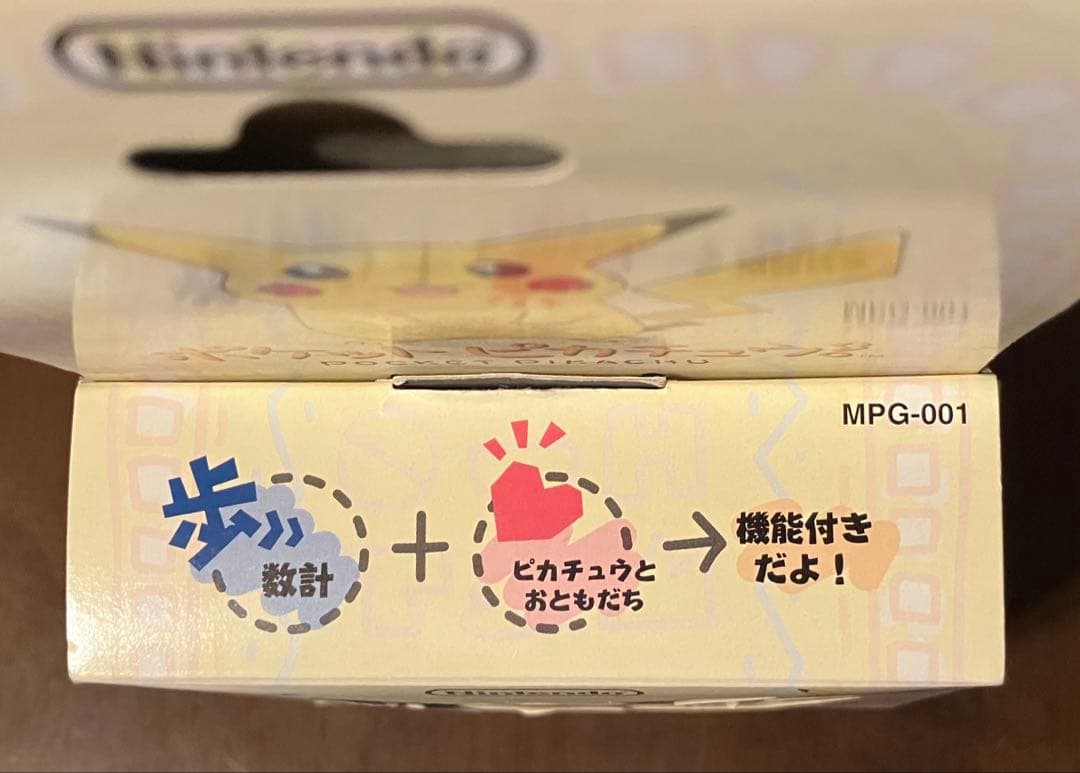 Nintendo
ポケットピカチュウ
POCKET PIKACHU
MPG-001
歩
数計
+
ピカチュウと
おともだち
→
機能付き
だよ!
Nintendo